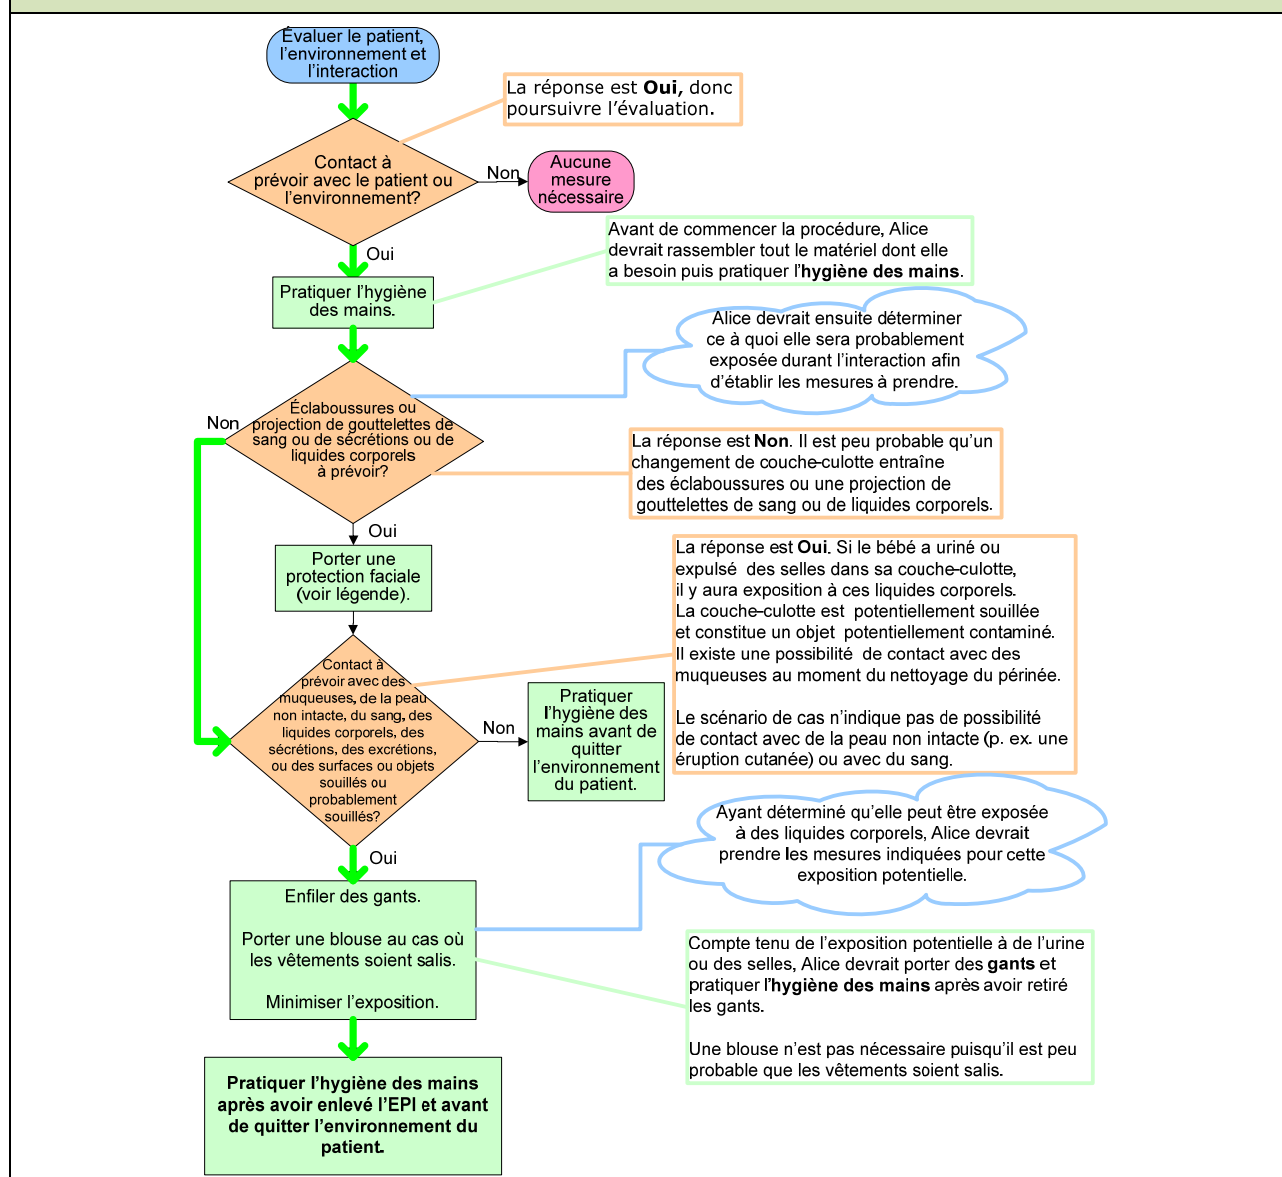 Évaluer le patient,
l'environnement et
l'interaction
La réponse est Oui, donc
poursuivre l'évaluation.
Contact à
prévoir avec le patient ou
l'environnement?
Non
Aucune
mesure
nécessaire
Oui
Avant de commencer la procédure, Alice
devrait rassembler tout le matériel dont elle
a besoin puis pratiquer l'hygiène des mains.
Pratiquer l'hygiène
des mains.
Alice devrait ensuite déterminer
ce à quoi elle sera probablement
exposée durant l'interaction afin
d'établir les mesures à prendre.
Non
Éclaboussures ou
projection de gouttelettes de
sang ou de sécrétions ou de
liquides corporels
à prévoir?
La réponse est Non. Il est peu probable qu'un
changement de couche-culotte entraîne
des éclaboussures ou une projection de
gouttelettes de sang ou de liquides corporels.
Oui
Porter une
protection faciale
(voir légende).
La réponse est Oui. Si le bébé a uriné ou
expulsé des selles dans sa couche-culotte,
il y aura exposition à ces liquides corporels.
La couche-culotte est potentiellement souillée
et constitue un objet potentiellement contaminé.
Il existe une possibilité de contact avec des
muqueuses au moment du nettoyage du périnée.
Le scénario de cas n'indique pas de possibilité
de contact avec de la peau non intacte (p. ex. une
éruption cutanée) ou avec du sang.
Contact à
prévoir avec des
muqueuses, de la peau
non intacte, du sang, des
liquides corporels, des
sécrétions, des excrétions,
ou des surfaces ou objets
souillés ou
probablement
souillés?
Non
Pratiquer
l'hygiène des
mains avant de
quitter
l'environnement
du patient.
Ayant déterminé qu'elle peut être exposée
à des liquides corporels, Alice devrait
prendre les mesures indiquées pour cette
exposition potentielle.
Oui
Enfiler des gants.
Porter une blouse au cas où
les vêtements soient salis.
Minimiser l'exposition.
Compte tenu de l'exposition potentielle à de l'urine
ou des selles, Alice devrait porter des gants et
pratiquer l'hygiène des mains après avoir retiré
les gants.
Une blouse n'est pas nécessaire puisqu'il est peu
probable que les vêtements soient salis.
Pratiquer l'hygiène des mains
après avoir enlevé l'EPI et avant
de quitter l'environnement du
patient.